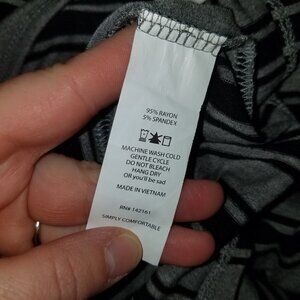 95% RAYON
5% SPANDEX
MACHINE WASH COLD
GENTLE CYCLE
DO NOT BLEACH
HANG DRY
OR you'll be sad
MADE IN VIETNAM
RN# 142161
SIMPLY COMFORTABLE